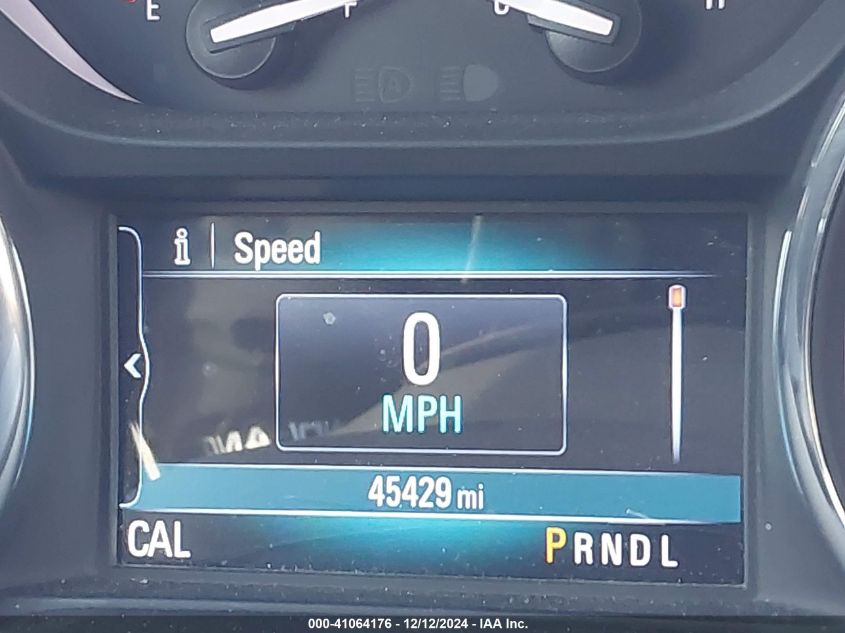 E F C H
A
i Speed
0
MPH
45429 mi
CAL PRNDL
000-41064176 - 12/12/2024 - IAA Inc.